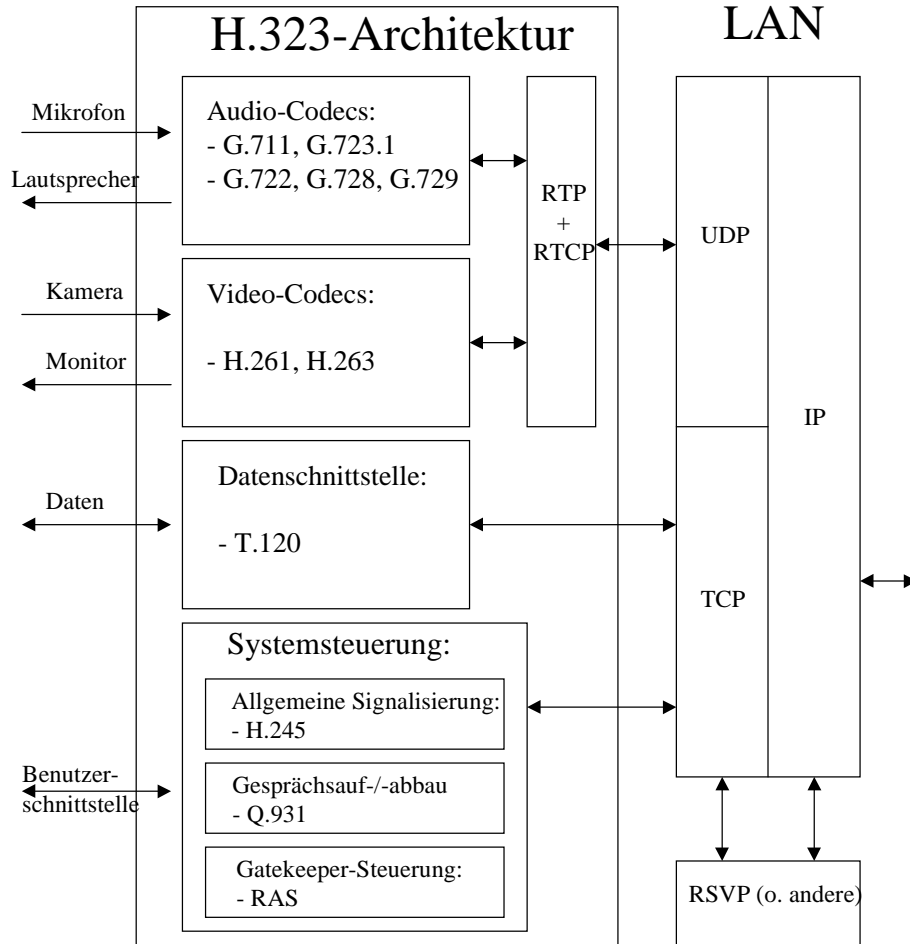 H.323-Architektur
LAN
Mikrofon
Lautsprecher
Audio-Codecs:
- G.711, G.723.1
- G.722, G.728, G.729
RTP
+
RTCP
UDP
Kamera
Monitor
Video-Codecs:
- H.261, H.263
IP
Daten
Datenschnittstelle:
- T.120
TCP
Systemsteuerung:
Allgemeine Signalisierung:
- H.245
Benutzer-
schnittstelle
Gesprächsauf-/-abbau
- Q.931
Gatekeeper-Steuerung:
- RAS
RSVP (o. andere)